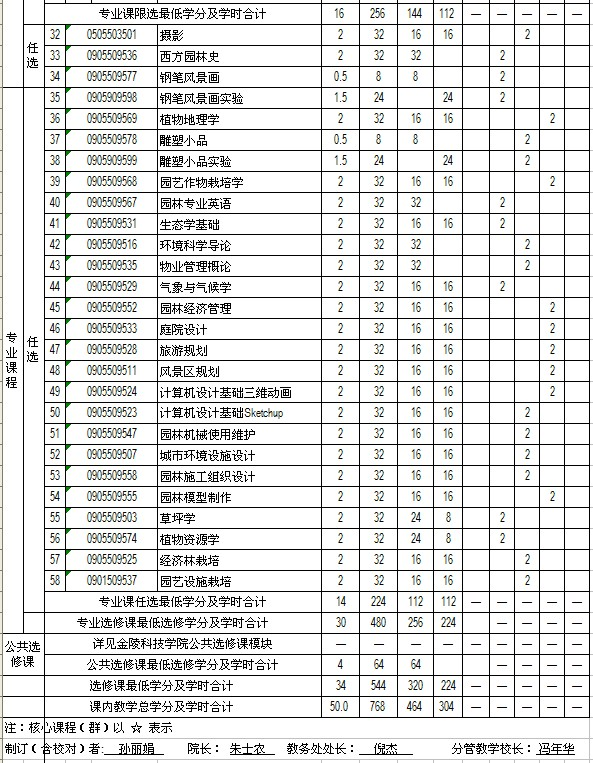 专业课限选最低学分及学时合计 16 256 144 112 — — — — —
任选
32 0505503501 摄影 2 32 16 16 2
33 0905509536 西方园林史 2 32 32 2
34 0905509577 钢笔风景画 0.5 8 8 2
专业课程
任选
35 0905909598 钢笔风景画实验 1.5 24 24 2
36 0905509569 植物地理学 2 32 16 16 2
37 0905509578 雕塑小品 0.5 8 8 2
38 0905909599 雕塑小品实验 1.5 24 24 2
39 0905509568 园艺作物栽培学 2 32 16 16 2
40 0905509567 园林专业英语 2 32 32 2
41 0905509531 生态学基础 2 32 16 16 2
42 0905509516 环境科学导论 2 32 32 2
43 0905509535 物业管理概论 2 32 32 2
44 0905509529 气象与气候学 2 32 16 16 2
45 0905509552 园林经济管理 2 32 16 16 2
46 0905509533 庭院设计 2 32 16 16 2
47 0905509528 旅游规划 2 32 16 16 2
48 0905509511 风景区规划 2 32 16 16 2
49 0905509524 计算机设计基础三维动画 2 32 16 16 2
50 0905509523 计算机设计基础Sketchup 2 32 16 16 2
51 0905509547 园林机械使用维护 2 32 16 16 2
52 0905509507 城市环境设施设计 2 32 16 16 2
53 0905509558 园林施工组织设计 2 32 16 16 2
54 0905509555 园林模型制作 2 32 16 16 2
55 0905509503 草坪学 2 32 24 8 2
56 0905509574 植物资源学 2 32 24 8 2
57 0905509525 经济林栽培 2 32 16 16 2
58 0901509537 园艺设施栽培 2 32 16 16 2
专业课任选最低学分及学时合计 14 224 112 112 — — — — —
专业选修课最低选修学分及学时合计 30 480 256 224 — — — — —
公共选修课
详见金陵科技学院公共选修课模块 — — — — — — — —
公共选修课最低选修学分及学时合计 4 64 64 — — — —
选修课最低学分及学时合计 34 544 320 224 — — — — —
课内教学总学分及学时合计 50.0 768 464 304 — — — — —
注：核心课程（群）以 ☆ 表示
制订（含校对）者: 孙丽娟 院长： 朱士农 教务处处长： 倪杰 分管教学校长：冯年华